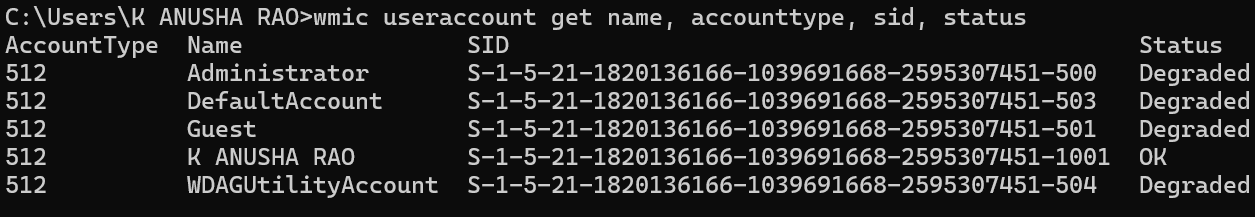 C:\Users\K ANUSHA RAO>wmic useraccount get name, accounttype, sid, status
AccountType  Name                SID                                             Status
512          Administrator       S-1-5-21-1820136166-1039691668-2595307451-500   Degraded
512          DefaultAccount      S-1-5-21-1820136166-1039691668-2595307451-503   Degraded
512          Guest               S-1-5-21-1820136166-1039691668-2595307451-501   Degraded
512          K ANUSHA RAO        S-1-5-21-1820136166-1039691668-2595307451-1001  OK
512          WDAGUtilityAccount  S-1-5-21-1820136166-1039691668-2595307451-504   Degraded